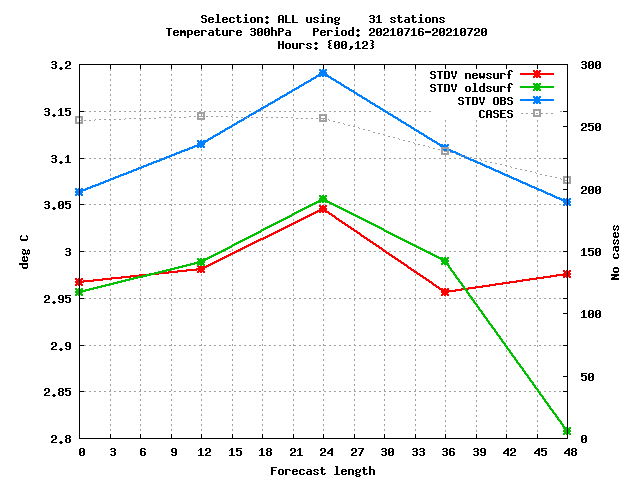 Selection: ALL using    31 stations
Temperature 300hPa   Period: 20210716-20210720
Hours: {00,12}
STDV newsurf
STDV oldsurf
STDV OBS
CASES
3.2
3.15
3.1
3.05
3
2.95
2.9
2.85
2.8
300
250
200
150
100
50
0
deg C
No cases
0 3 6 9 12 15 18 21 24 27 30 33 36 39 42 45 48
Forecast length